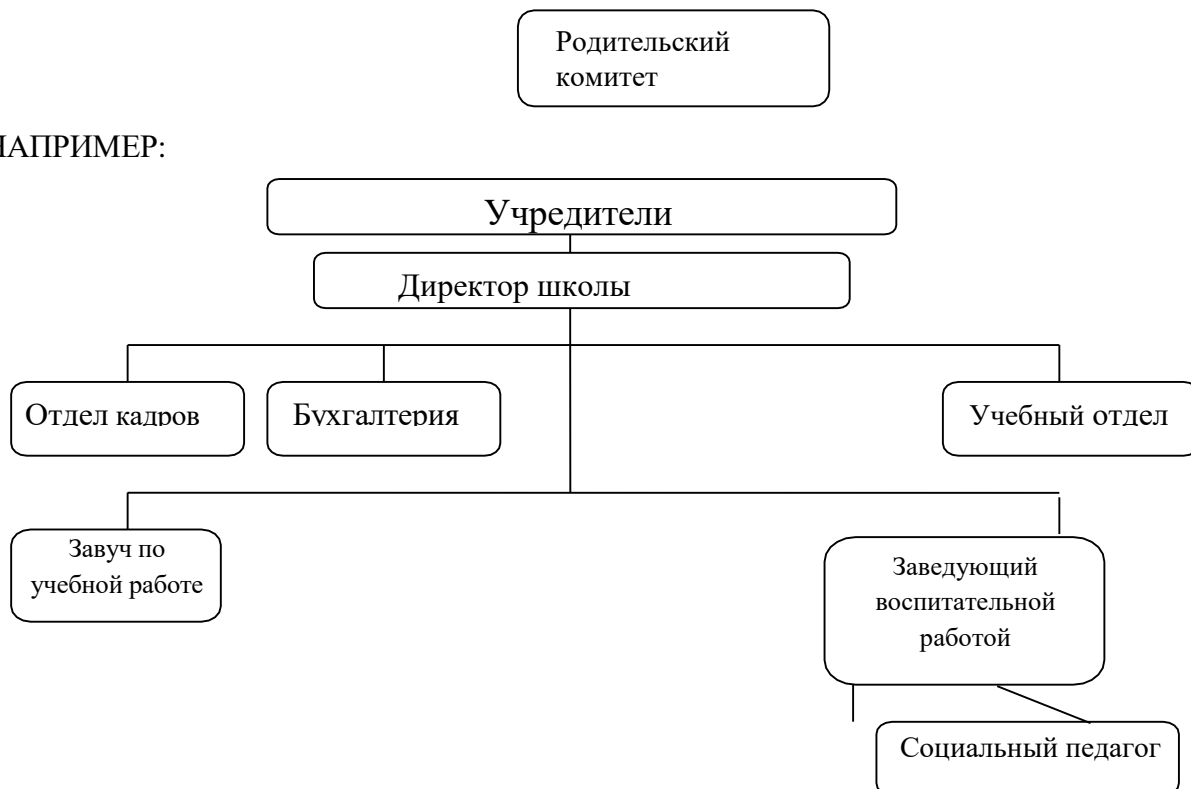 Родительский
комитет
НАПРИМЕР:
Учредители
Директор школы
Отдел кадров
Бухгалтерия
Учебный отдел
Завуч по
учебной работе
Заведующий
воспитательной
работой
Социальный педагог